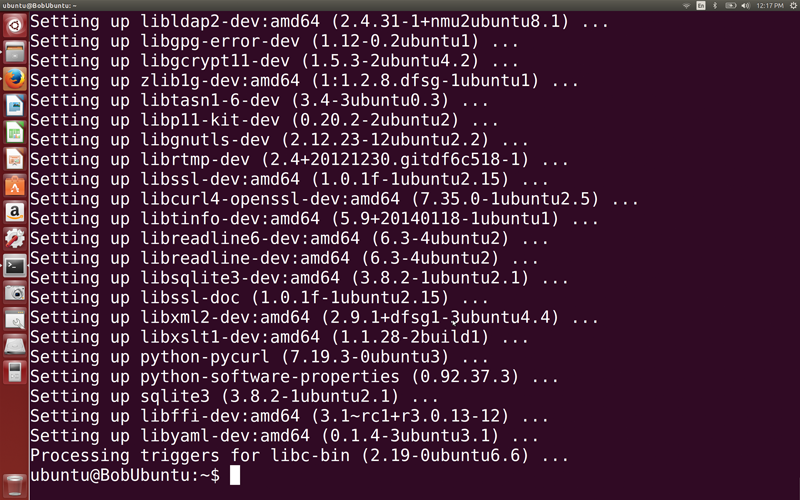 ubuntu@BobUbuntu: ~
En
12:17 PM
Setting up libldap2-dev:amd64 (2.4.31-1+nmu2ubuntu8.1) ...
Setting up libgpg-error-dev (1.12-0.2ubuntu1) ...
Setting up libgcrypt11-dev (1.5.3-2ubuntu4.2) ...
Setting up zlib1g-dev:amd64 (1:1.2.8.dfsg-1ubuntu1) ...
Setting up libtasn1-6-dev (3.4-3ubuntu0.3) ...
Setting up libp11-kit-dev (0.20.2-2ubuntu2) ...
Setting up libgnutls-dev (2.12.23-12ubuntu2.2) ...
Setting up librtmp-dev (2.4+20121230.gitdf6c518-1) ...
Setting up libssl-dev:amd64 (1.0.1f-1ubuntu2.15) ...
Setting up libcurl4-openssl-dev:amd64 (7.35.0-1ubuntu2.5) ...
Setting up libtinfo-dev:amd64 (5.9+20140118-1ubuntu1) ...
Setting up libreadline6-dev:amd64 (6.3-4ubuntu2) ...
Setting up libreadline-dev:amd64 (6.3-4ubuntu2) ...
Setting up libsqlite3-dev:amd64 (3.8.2-1ubuntu2.1) ...
Setting up libssl-doc (1.0.1f-1ubuntu2.15) ...
Setting up libxml2-dev:amd64 (2.9.1+dfsg1-3ubuntu4.4) ...
Setting up libxslt1-dev:amd64 (1.1.28-2build1) ...
Setting up python-pycurl (7.19.3-0ubuntu3) ...
Setting up python-software-properties (0.92.37.3) ...
Setting up sqlite3 (3.8.2-1ubuntu2.1) ...
Setting up libffi-dev:amd64 (3.1~rc1+r3.0.13-12) ...
Setting up libyaml-dev:amd64 (0.1.4-3ubuntu3.1) ...
Processing triggers for libc-bin (2.19-0ubuntu6.6) ...
ubuntu@BobUbuntu:~$